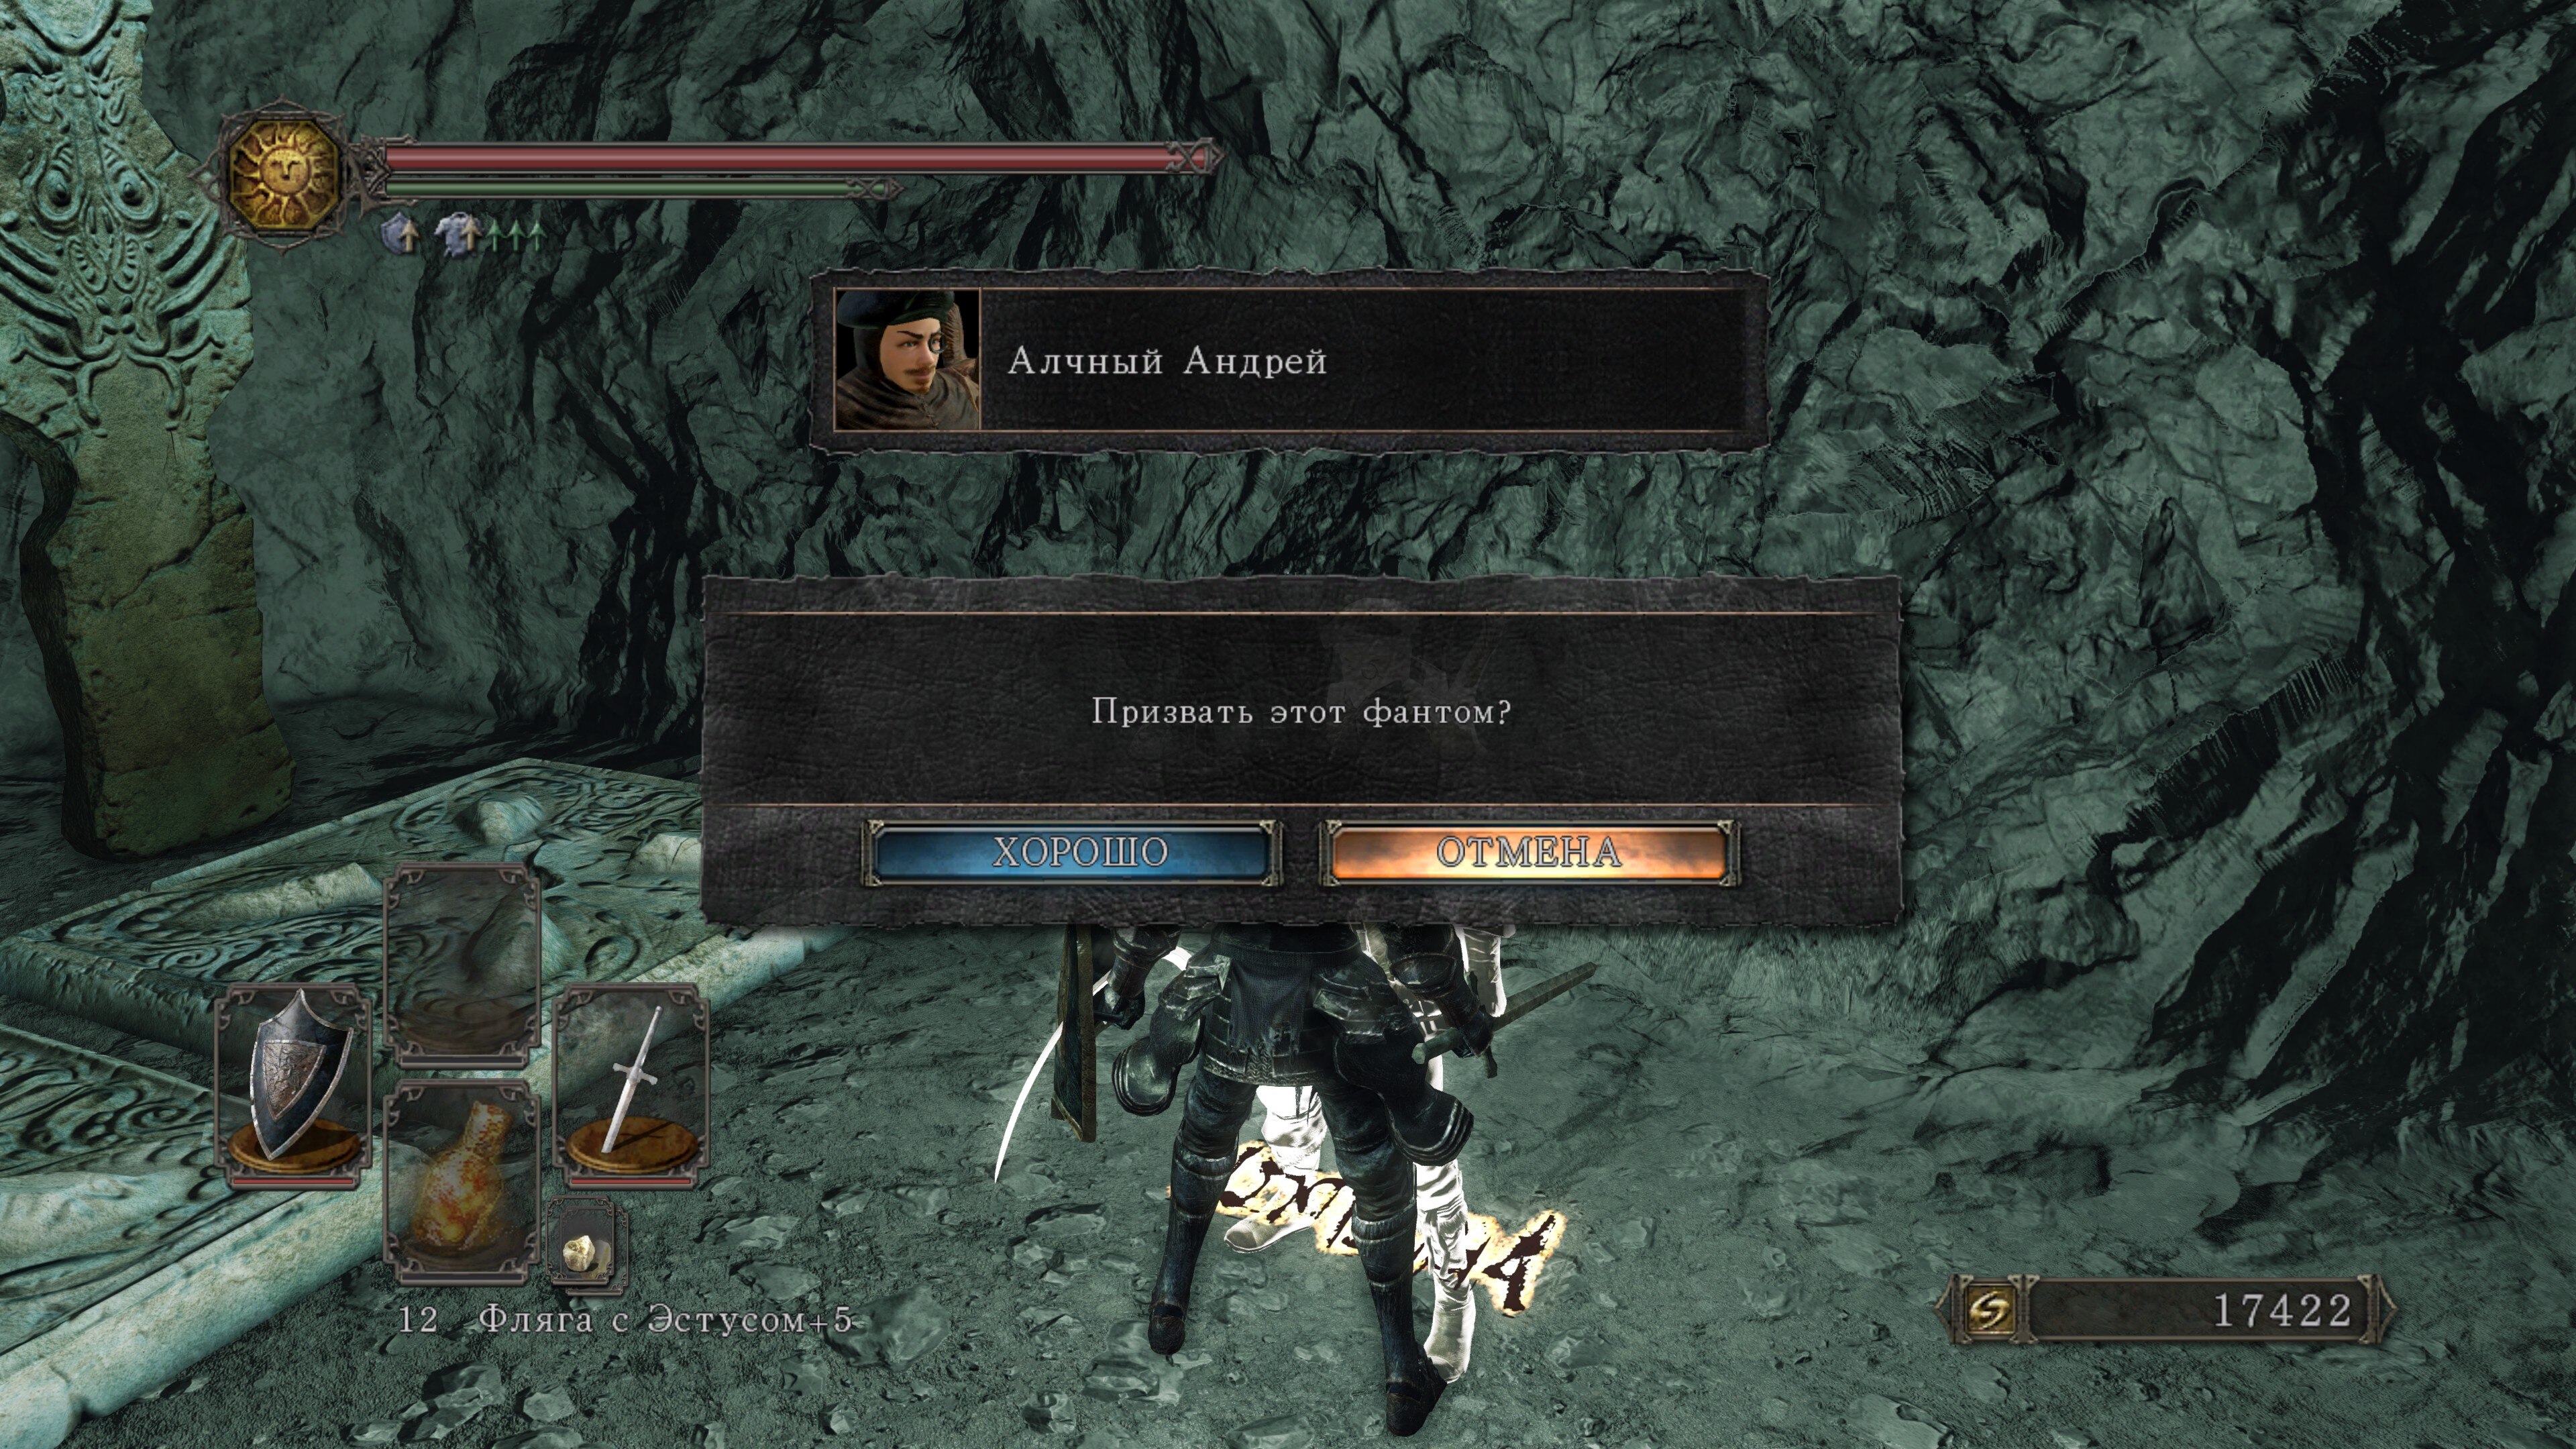 Алчный Андрей
Призвать этот фантом?
ХОРОШО ОТМЕНА
12 Фляга с Эстусом+5
17422